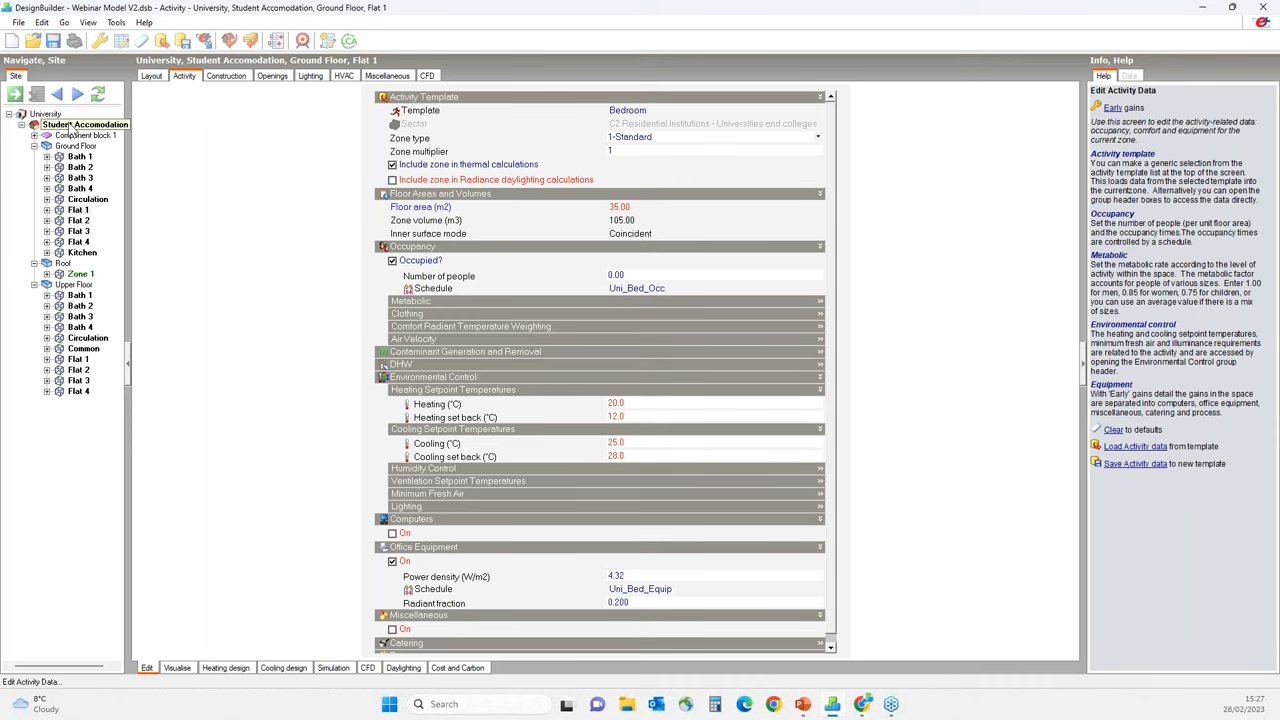 DesignBuilder - Webinar Model V2.dsb - Activity - University, Student Accomodation, Ground Floor, Flat 1
File Edit Go View Tools Help
Navigate, Site
Site
University
Student Accomodation
Component block 1
Ground Floor
Bath 1
Bath 2
Bath 3
Bath 4
Circulation
Flat 1
Flat 2
Flat 3
Flat 4
Kitchen
Roof
Zone 1
Upper Floor
Bath 1
Bath 2
Bath 3
Bath 4
Circulation
Common
Flat 1
Flat 2
Flat 3
Flat 4
University, Student Accomodation, Ground Floor, Flat 1
Layout Activity Construction Openings Lighting HVAC Miscellaneous CFD
Activity Template
Template Bedroom
Sector C2 Residential Institutions - Universities and colleges
Zone type 1-Standard
Zone multiplier 1
Include zone in thermal calculations
Include zone in Radiance daylighting calculations
Floor Areas and Volumes
Floor area (m2) 35.00
Zone volume (m3) 105.00
Inner surface mode Coincident
Occupancy
Occupied?
Number of people 0.00
Schedule Uni_Bed_Occ
Metabolic
Clothing
Comfort Radiant Temperature Weighting
Air Velocity
Contaminant Generation and Removal
DHW
Environmental Control
Heating Setpoint Temperatures
Heating (°C) 20.0
Heating set back (°C) 12.0
Cooling Setpoint Temperatures
Cooling (°C) 25.0
Cooling set back (°C) 28.0
Humidity Control
Ventilation Setpoint Temperatures
Minimum Fresh Air
Lighting
Computers
On
Office Equipment
On
Power density (W/m2) 4.32
Schedule Uni_Bed_Equip
Radiant fraction 0.200
Miscellaneous
On
Catering
Edit Visualise Heating design Cooling design Simulation CFD Daylighting Cost and Carbon
Info, Help
Help Data
Edit Activity Data
Early gains
Use this screen to edit the activity-related data:
occupancy, comfort and equipment for the
current zone.
Activity template
You can make a generic selection from the
activity template list at the top of the screen.
This loads data from the selected template into
the currentzone. Alternatively you can open the
group header boxes to access the data directly.
Occupancy
Set the number of people (per unit floor area)
and the occupancy times.The occupancy times
are controlled by a schedule.
Metabolic
Set the metabolic rate according to the level of
activity within the space. The metabolic factor
accounts for people of various sizes. Enter 1.00
for men, 0.85 for women, 0.75 for children, or
you can use an average value if there is a mix
of sizes.
Environmental control
The heating and cooling setpoint temperatures,
minimum fresh air and illuminance requirements
are related to the activity and are accessed by
opening the Environmental Control group
header.
Equipment
With 'Early' gains detail the gains in the space
are separated into computers, office equipment,
miscellaneous, catering and process.
Clear to defaults
Load Activity data from template
Save Activity data to new template
Edit Activity Data...
8°C
Cloudy
Search
15:27
28/02/2023